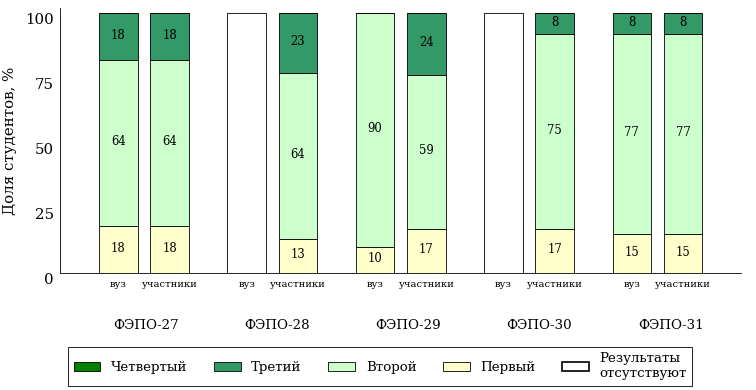 Доля студентов, %
100
75
50
25
0
18 18 23 24 8 8 8
64 64 64 90 59 75 77 77
18 18 13 10 17 17 15 15
вуз участники вуз участники вуз участники вуз участники вуз участники
ФЭПО-27 ФЭПО-28 ФЭПО-29 ФЭПО-30 ФЭПО-31
Четвертый Третий Второй Первый Результаты
отсутствуют